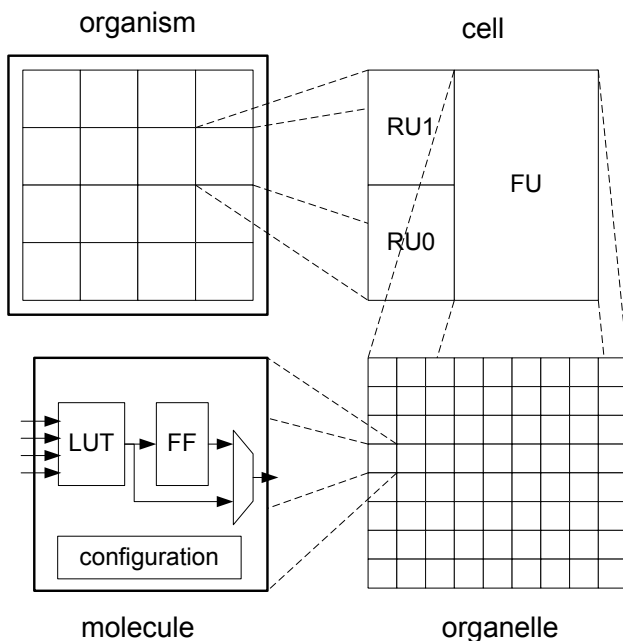 organism
cell
RU1
FU
RU0
LUT
FF
configuration
molecule
organelle